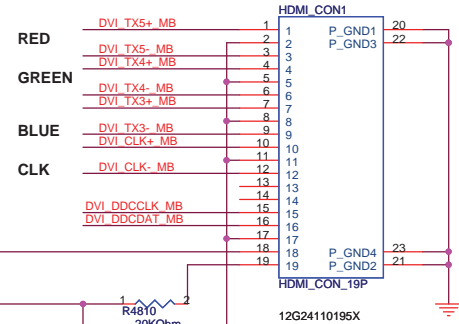 HDMI_CON1
DVI_TX5+_MB 1 1 P_GND1 20
RED 2 2 P_GND3 22
DVI_TX5-_MB 3 3
DVI_TX4+_MB 4 4
GREEN 5 5
DVI_TX4-_MB 6 6
DVI_TX3+_MB 7 7
8 8
BLUE DVI_TX3-_MB 9 9
DVI_CLK+_MB 10 10
11 11
CLK DVI_CLK-_MB 12 12
13 13
14 14
DVI_DDCCLK_MB 15 15
DVI_DDCDAT_MB 16 16
17 17
18 18 P_GND4 23
19 19 P_GND2 21
HDMI_CON_19P
1 2
R4810
20KOhm
12G24110195X